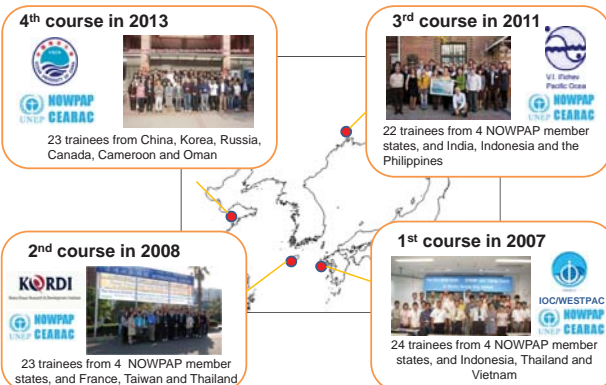 4th course in 2013
NOWPAP
UNEP CEARAC
23 trainees from China, Korea, Russia,
Canada, Cameroon and Oman
3rd course in 2011
V.I. Il'ichev
Pacific Ocea
NOWPAP
UNEP CEARAC
22 trainees from 4 NOWPAP member
states, and India, Indonesia and the
Philippines
2nd course in 2008
KORDI
NOWPAP
UNEP CEARAC
23 trainees from 4 NOWPAP member
states, and France, Taiwan and Thailand
1st course in 2007
IOC/WESTPAC
NOWPAP
UNEP CEARAC
24 trainees from 4 NOWPAP member
states, and Indonesia, Thailand and
Vietnam